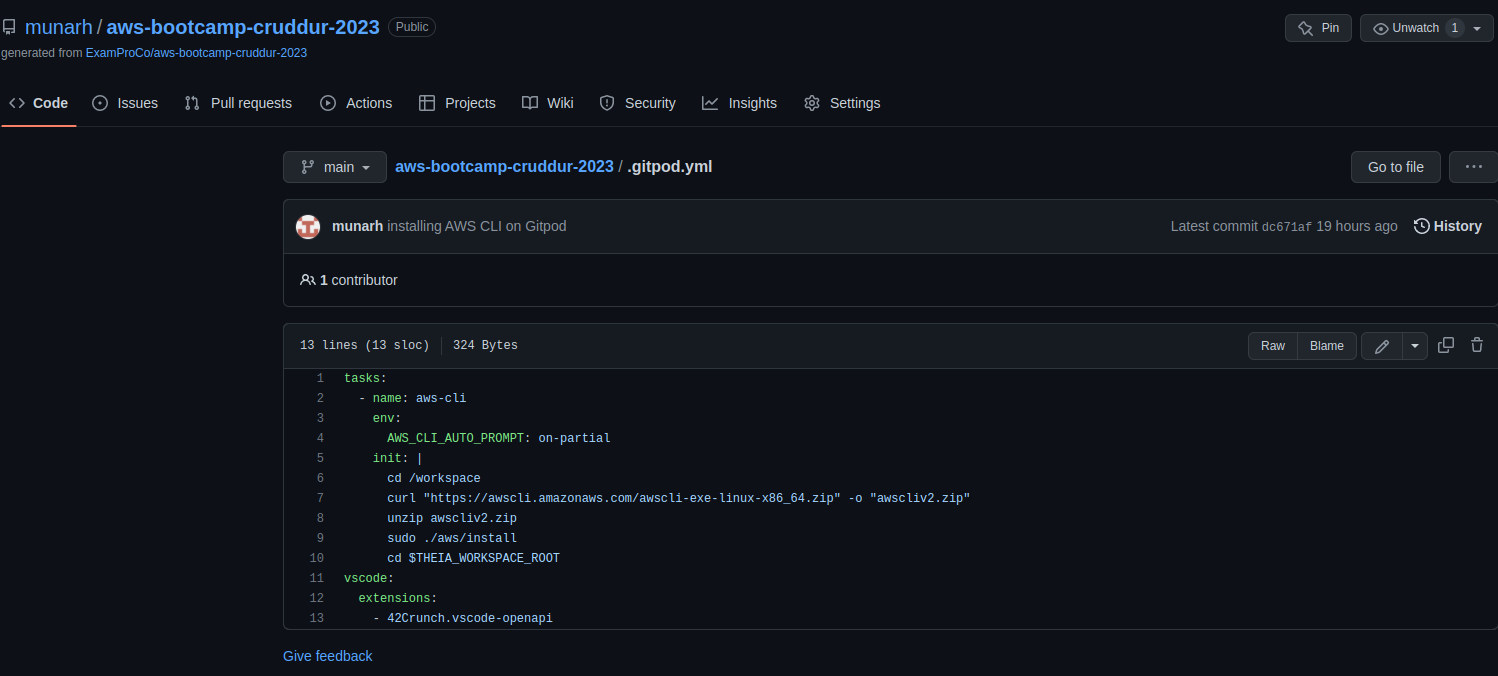 munarh / aws-bootcamp-cruddur-2023 Public
Pin
Unwatch 1
generated from ExamProCo/aws-bootcamp-cruddur-2023
Code Issues Pull requests Actions Projects Wiki Security Insights Settings
main aws-bootcamp-cruddur-2023 / .gitpod.yml Go to file ...
munarh installing AWS CLI on Gitpod Latest commit dc671af 19 hours ago History
1 contributor
13 lines (13 sloc) 324 Bytes Raw Blame
1 tasks:
2   - name: aws-cli
3     env:
4       AWS_CLI_AUTO_PROMPT: on-partial
5     init: |
6       cd /workspace
7       curl "https://awscli.amazonaws.com/awscli-exe-linux-x86_64.zip" -o "awscliv2.zip"
8       unzip awscliv2.zip
9       sudo ./aws/install
10       cd $THEIA_WORKSPACE_ROOT
11 vscode:
12   extensions:
13     - 42Crunch.vscode-openapi
Give feedback